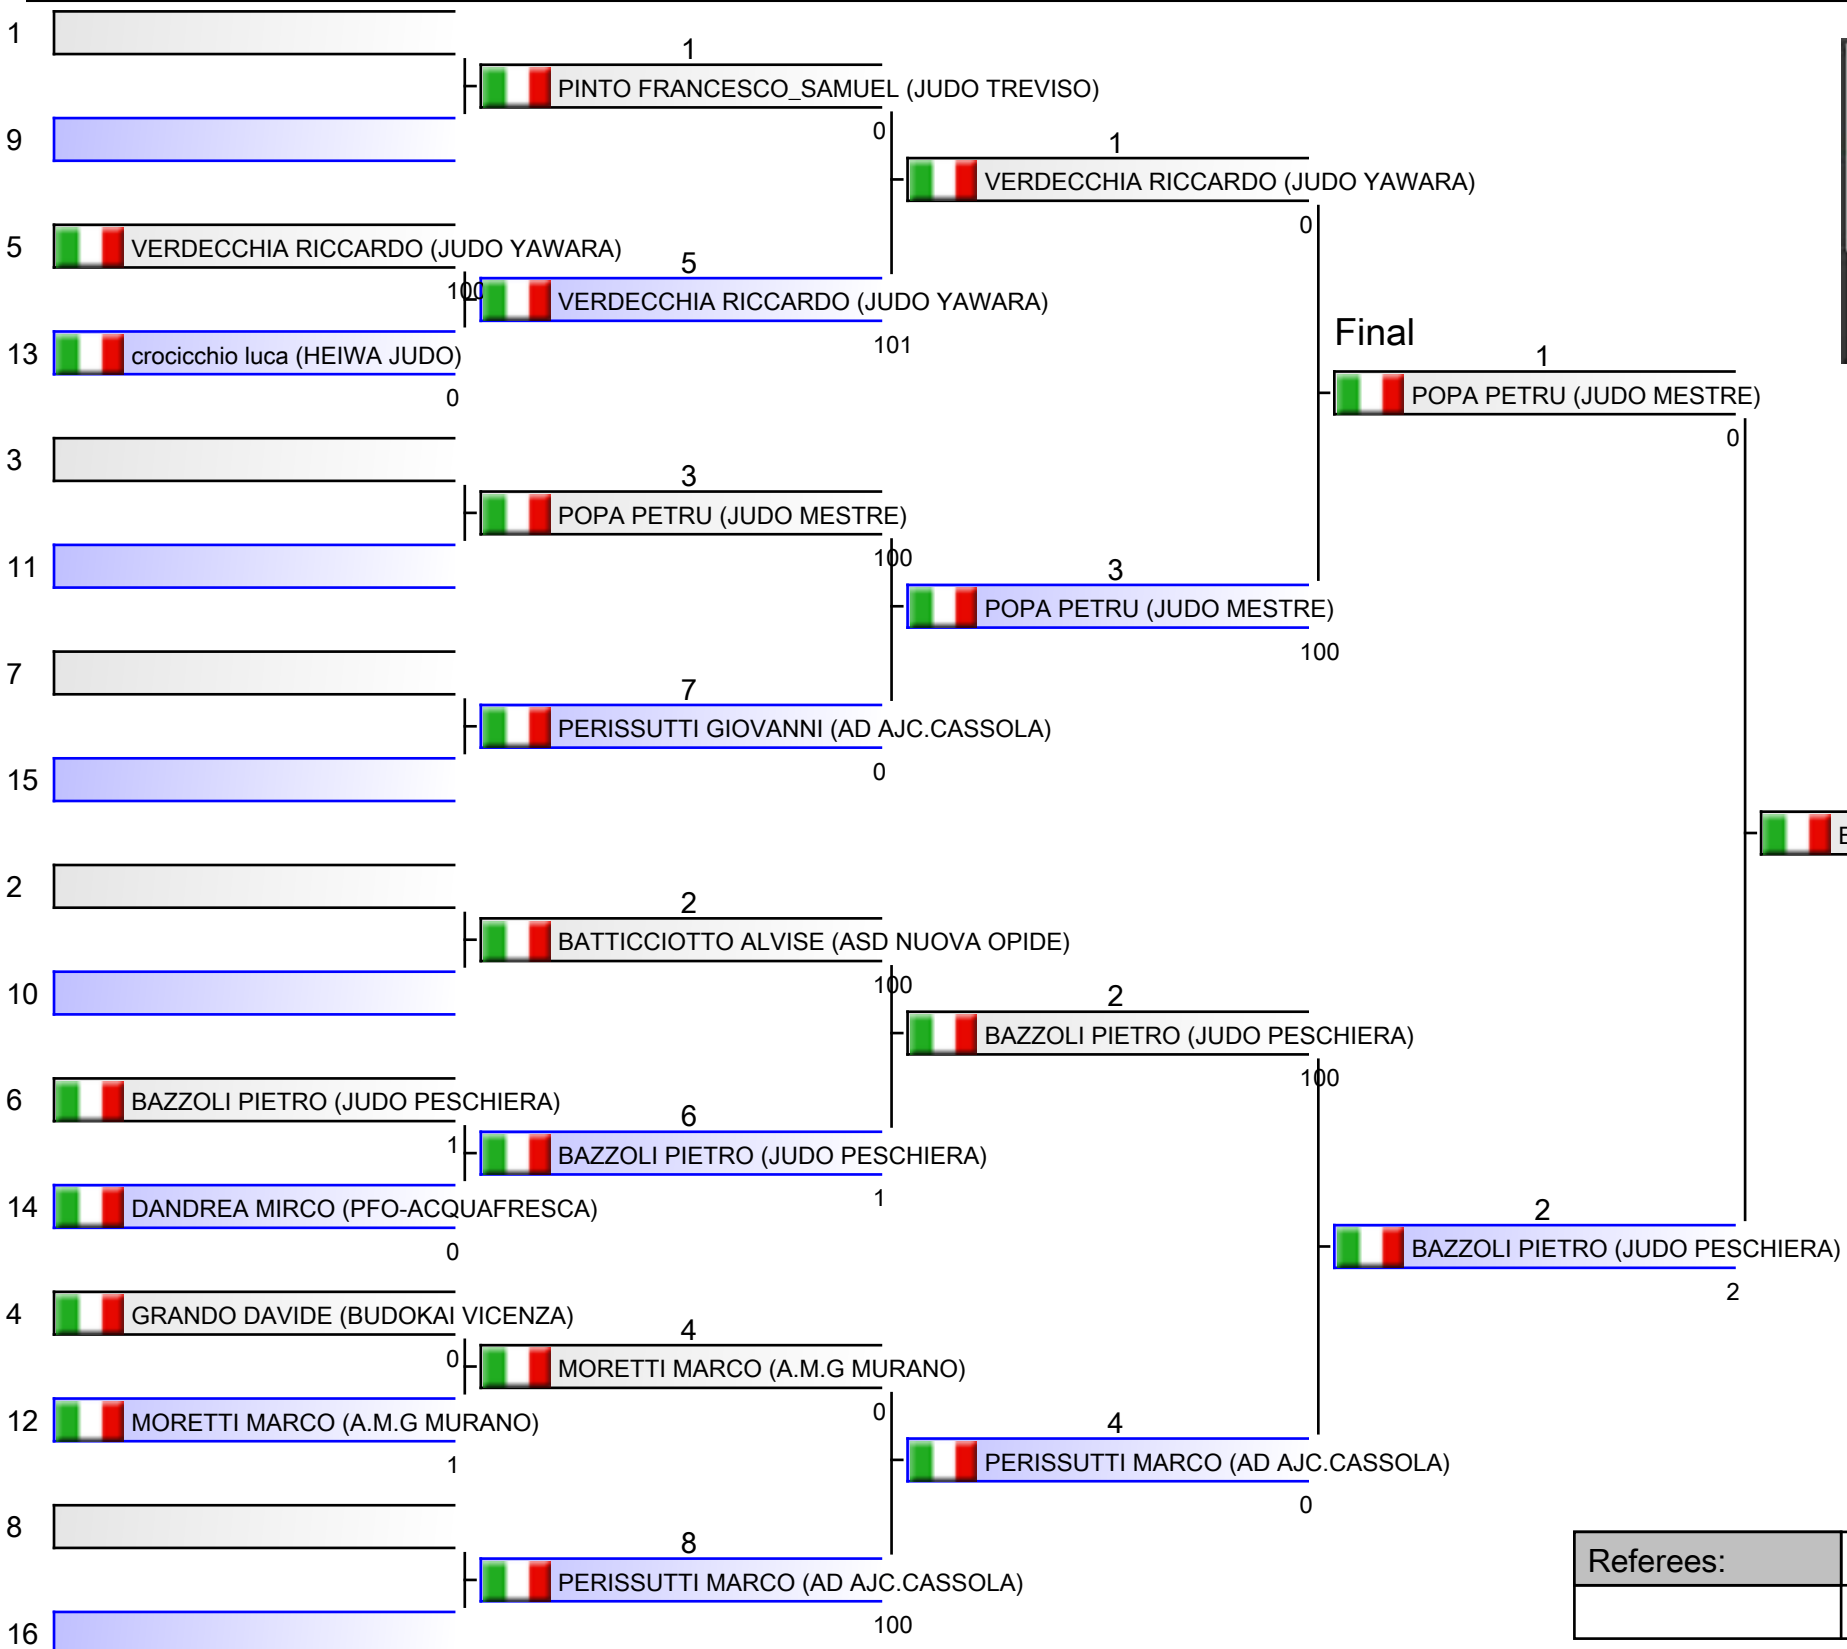 1
9
5 VERDECCHIA RICCARDO (JUDO YAWARA)
100
13 crocicchio luca (HEIWA JUDO)
0
3
11
7
15
2
10
6 BAZZOLI PIETRO (JUDO PESCHIERA)
1
14 DANDREA MIRCO (PFO-ACQUAFRESCA)
0
4 GRANDO DAVIDE (BUDOKAI VICENZA)
0
12 MORETTI MARCO (A.M.G MURANO)
1
8
16
1
PINTO FRANCESCO_SAMUEL (JUDO TREVISO)
0
5
VERDECCHIA RICCARDO (JUDO YAWARA)
101
3
POPA PETRU (JUDO MESTRE)
100
7
PERISSUTTI GIOVANNI (AD AJC.CASSOLA)
0
2
BATTICCIOTTO ALVISE (ASD NUOVA OPIDE)
100
6
BAZZOLI PIETRO (JUDO PESCHIERA)
1
4
MORETTI MARCO (A.M.G MURANO)
0
8
PERISSUTTI MARCO (AD AJC.CASSOLA)
100
1
VERDECCHIA RICCARDO (JUDO YAWARA)
0
3
POPA PETRU (JUDO MESTRE)
100
2
BAZZOLI PIETRO (JUDO PESCHIERA)
100
4
PERISSUTTI MARCO (AD AJC.CASSOLA)
0
Final
1
POPA PETRU (JUDO MESTRE)
0
2
BAZZOLI PIETRO (JUDO PESCHIERA)
2
Referees: